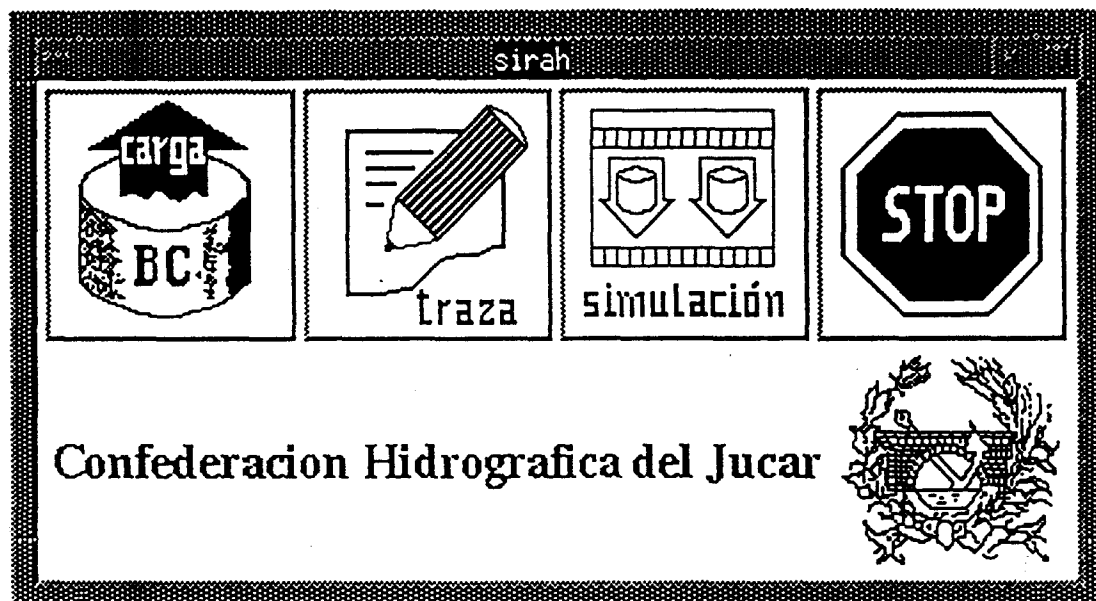 sirah
carga
BC
traza
simulación
STOP
Confederacion Hidrografica del Jucar